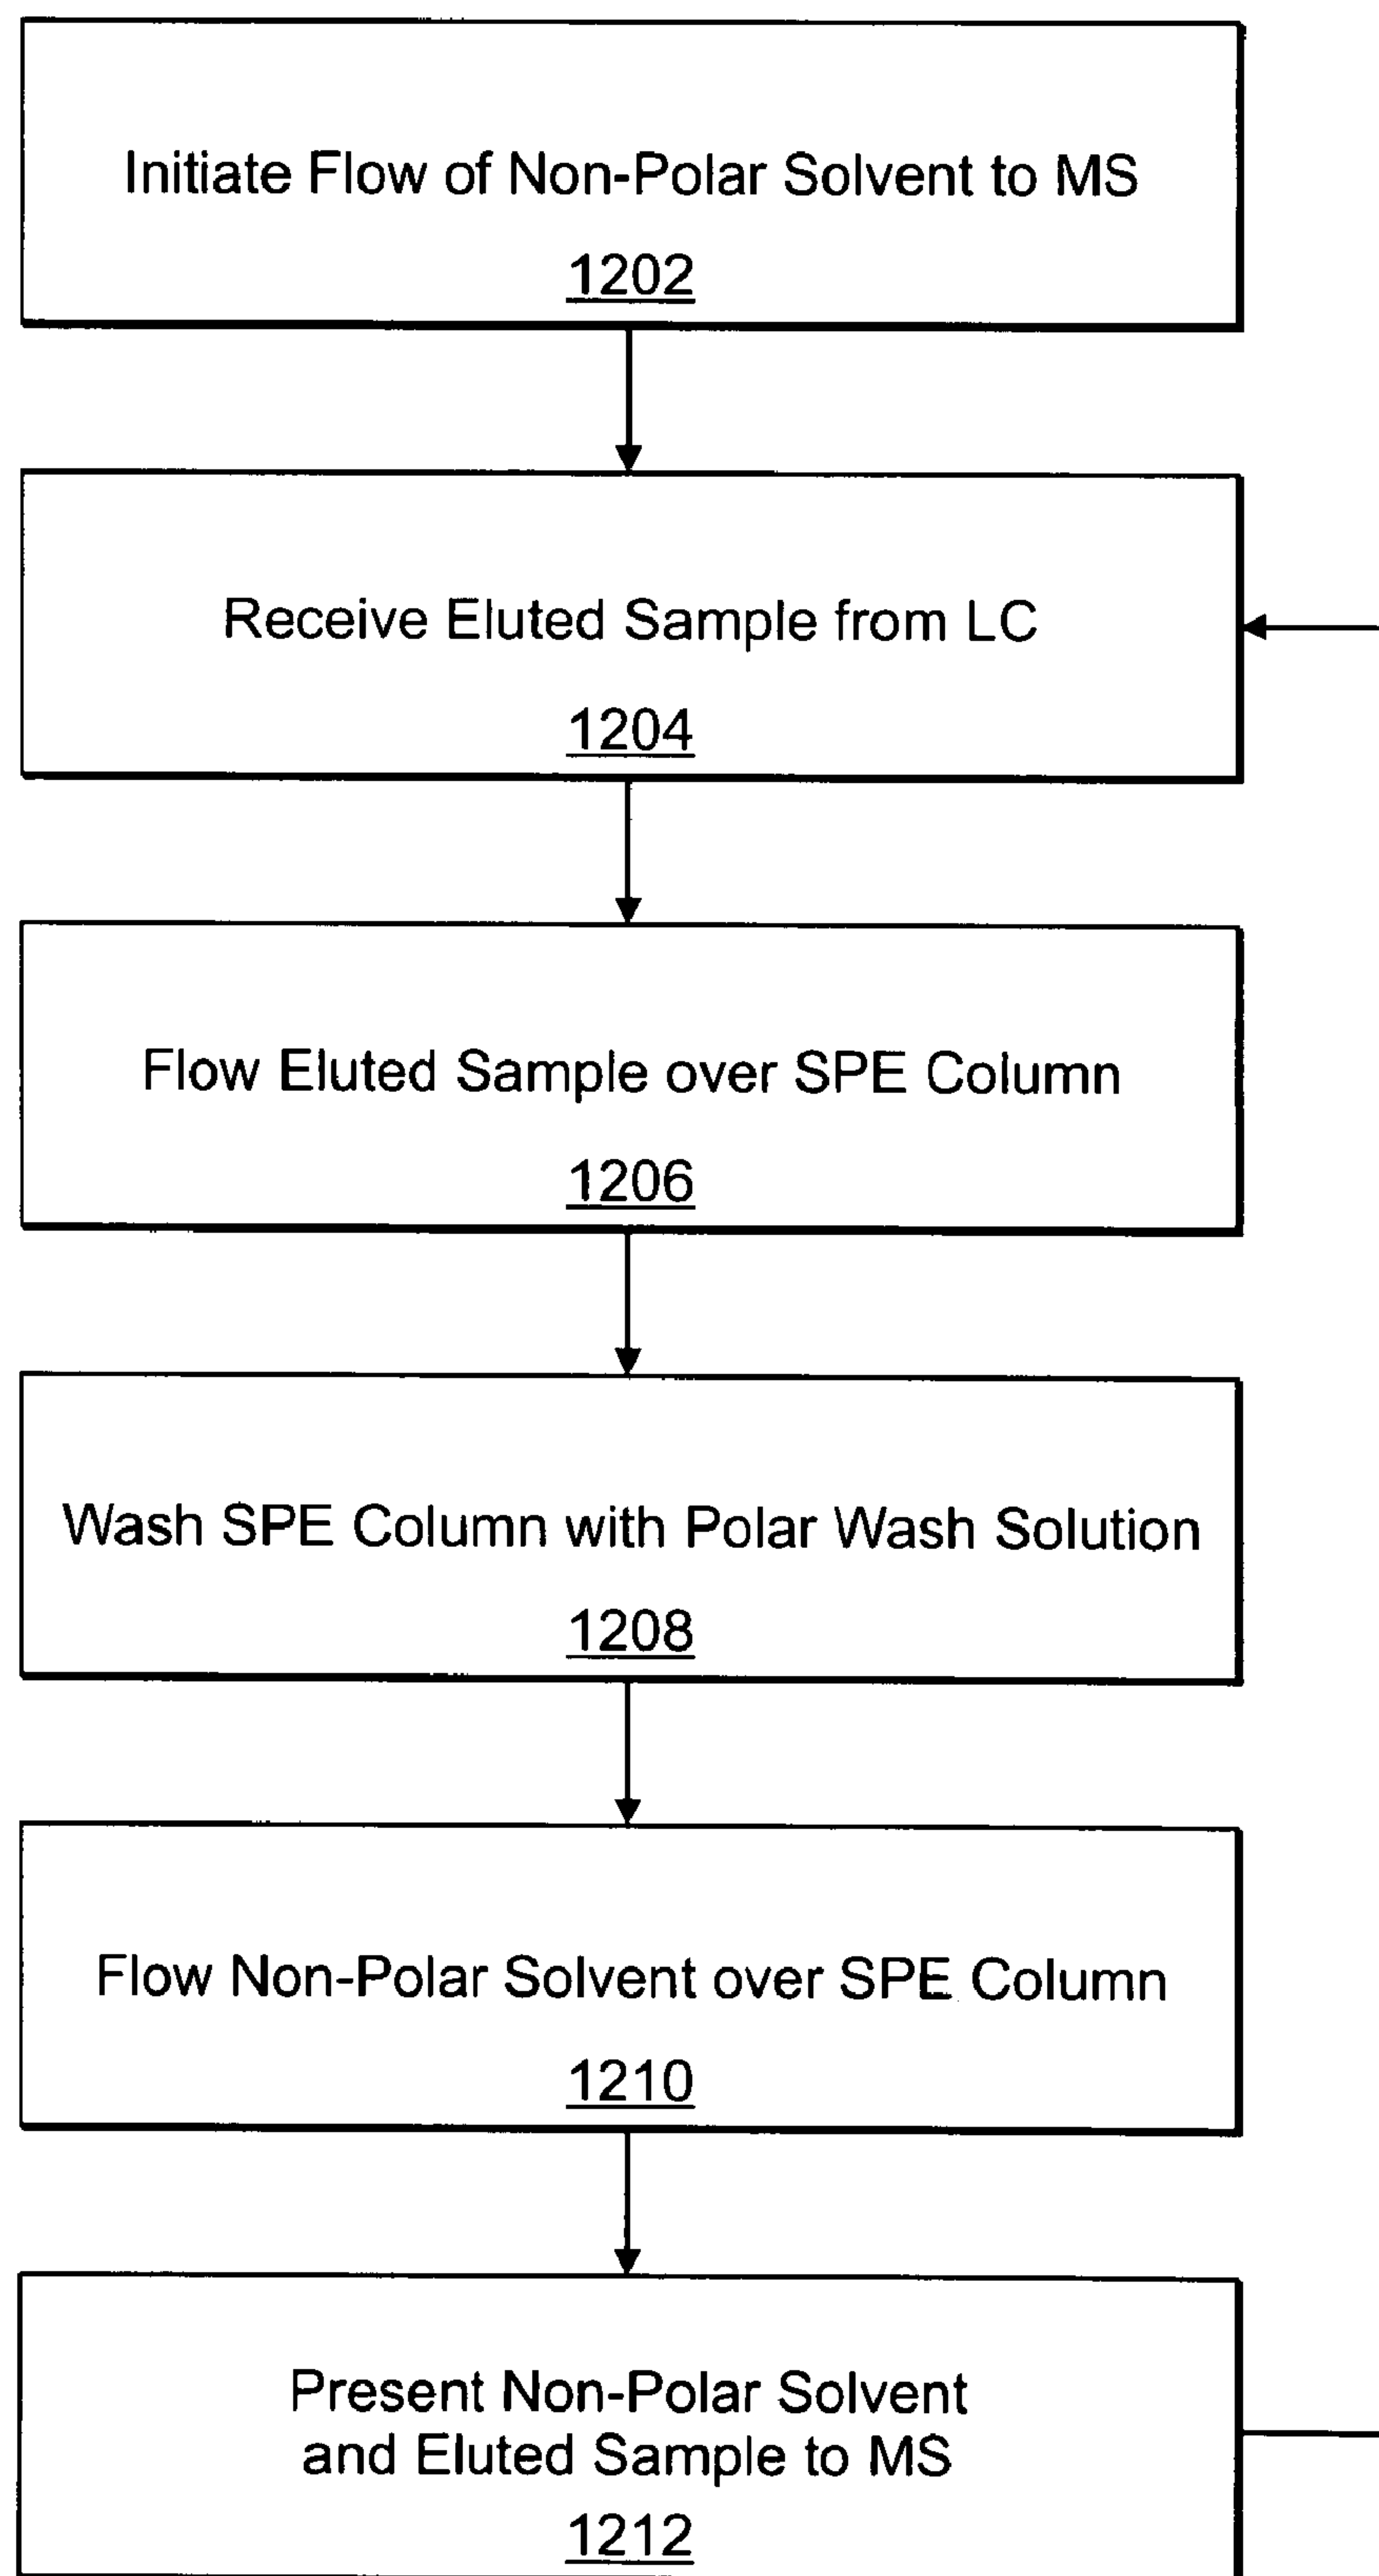 Initiate Flow of Non-Polar Solvent to MS
1202
Receive Eluted Sample from LC
1204
Flow Eluted Sample over SPE Column
1206
Wash SPE Column with Polar Wash Solution
1208
Flow Non-Polar Solvent over SPE Column
1210
Present Non-Polar Solvent
and Eluted Sample to MS
1212